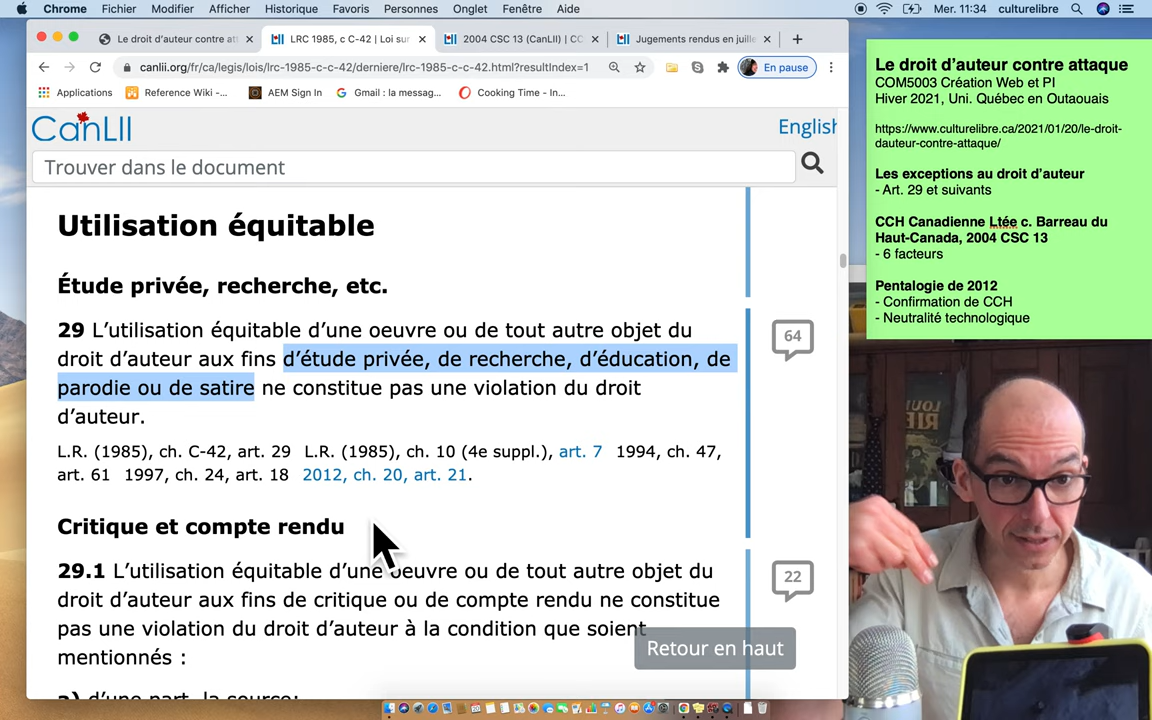 Chrome Fichier Modifier Afficher Historique Favoris Personnes Onglet Fenêtre Aide Mer. 11:34 culturelibre
Le droit d'auteur contre att
LRC 1985, c C-42 | Loi sur
2004 CSC 13 (CanLII) | CC
Jugements rendus en juille
canlii.org/fr/ca/legis/lois/lrc-1985-c-c-42/derniere/lrc-1985-c-c-42.html?resultIndex=1
En pause
Applications Reference Wiki -... AEM Sign In Gmail : la messag... Cooking Time - In...
CanLII
English
Trouver dans le document
Utilisation équitable
Étude privée, recherche, etc.
29 L'utilisation équitable d'une oeuvre ou de tout autre objet du
droit d'auteur aux fins d'étude privée, de recherche, d'éducation, de
parodie ou de satire ne constitue pas une violation du droit
d'auteur.
64
L.R. (1985), ch. C-42, art. 29 L.R. (1985), ch. 10 (4e suppl.), art. 7 1994, ch. 47,
art. 61 1997, ch. 24, art. 18 2012, ch. 20, art. 21.
Critique et compte rendu
29.1 L'utilisation équitable d'une oeuvre ou de tout autre objet du
droit d'auteur aux fins de critique ou de compte rendu ne constitue
pas une violation du droit d'auteur à la condition que soient
mentionnés :
22
Retour en haut
a) d'une part, la source;
Le droit d'auteur contre attaque
COM5003 Création Web et PI
Hiver 2021, Uni. Québec en Outaouais
https://www.culturelibre.ca/2021/01/20/le-droit-
dauteur-contre-attaque/
Les exceptions au droit d'auteur
- Art. 29 et suivants
CCH Canadienne Ltée c. Barreau du
Haut-Canada, 2004 CSC 13
- 6 facteurs
Pentalogie de 2012
- Confirmation de CCH
- Neutralité technologique